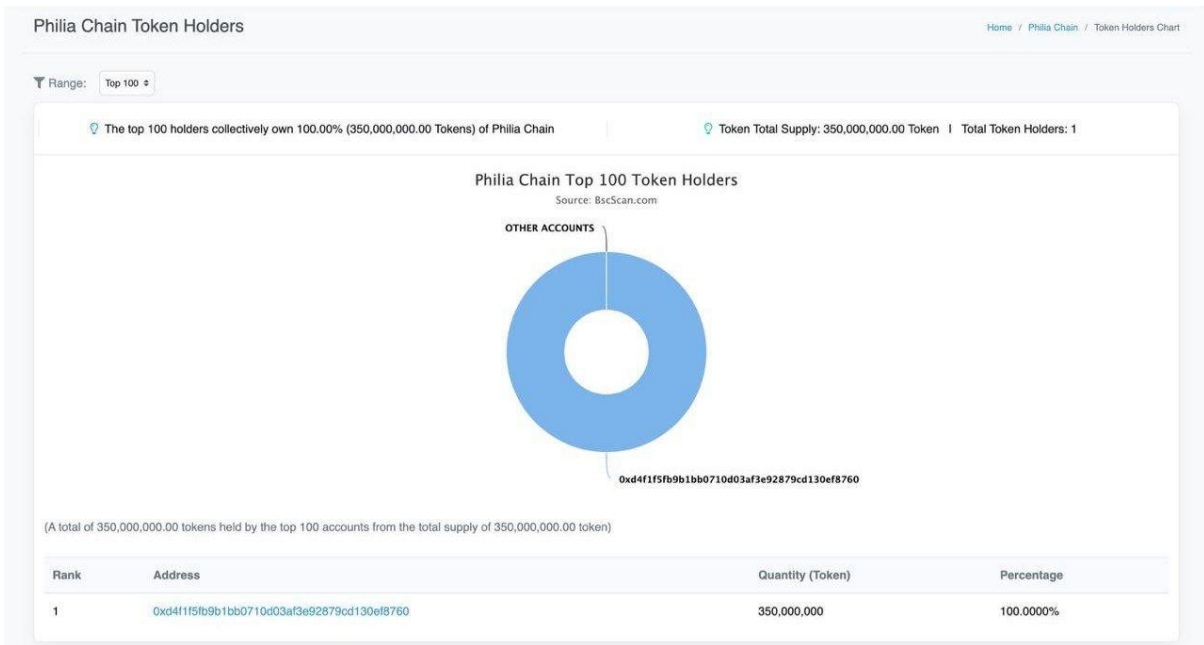 Philia Chain Token Holders
Home / Philia Chain / Token Holders Chart
Range: Top 100
The top 100 holders collectively own 100.00% (350,000,000.00 Tokens) of Philia Chain
Token Total Supply: 350,000,000.00 Token | Total Token Holders: 1
Philia Chain Top 100 Token Holders
Source: BscScan.com
OTHER ACCOUNTS
0xd4f1f5fb9b1bb0710d03af3e92879cd130ef8760
(A total of 350,000,000.00 tokens held by the top 100 accounts from the total supply of 350,000,000.00 token)
Rank Address Quantity (Token) Percentage
1 0xd4f1f5fb9b1bb0710d03af3e92879cd130ef8760 350,000,000 100.0000%